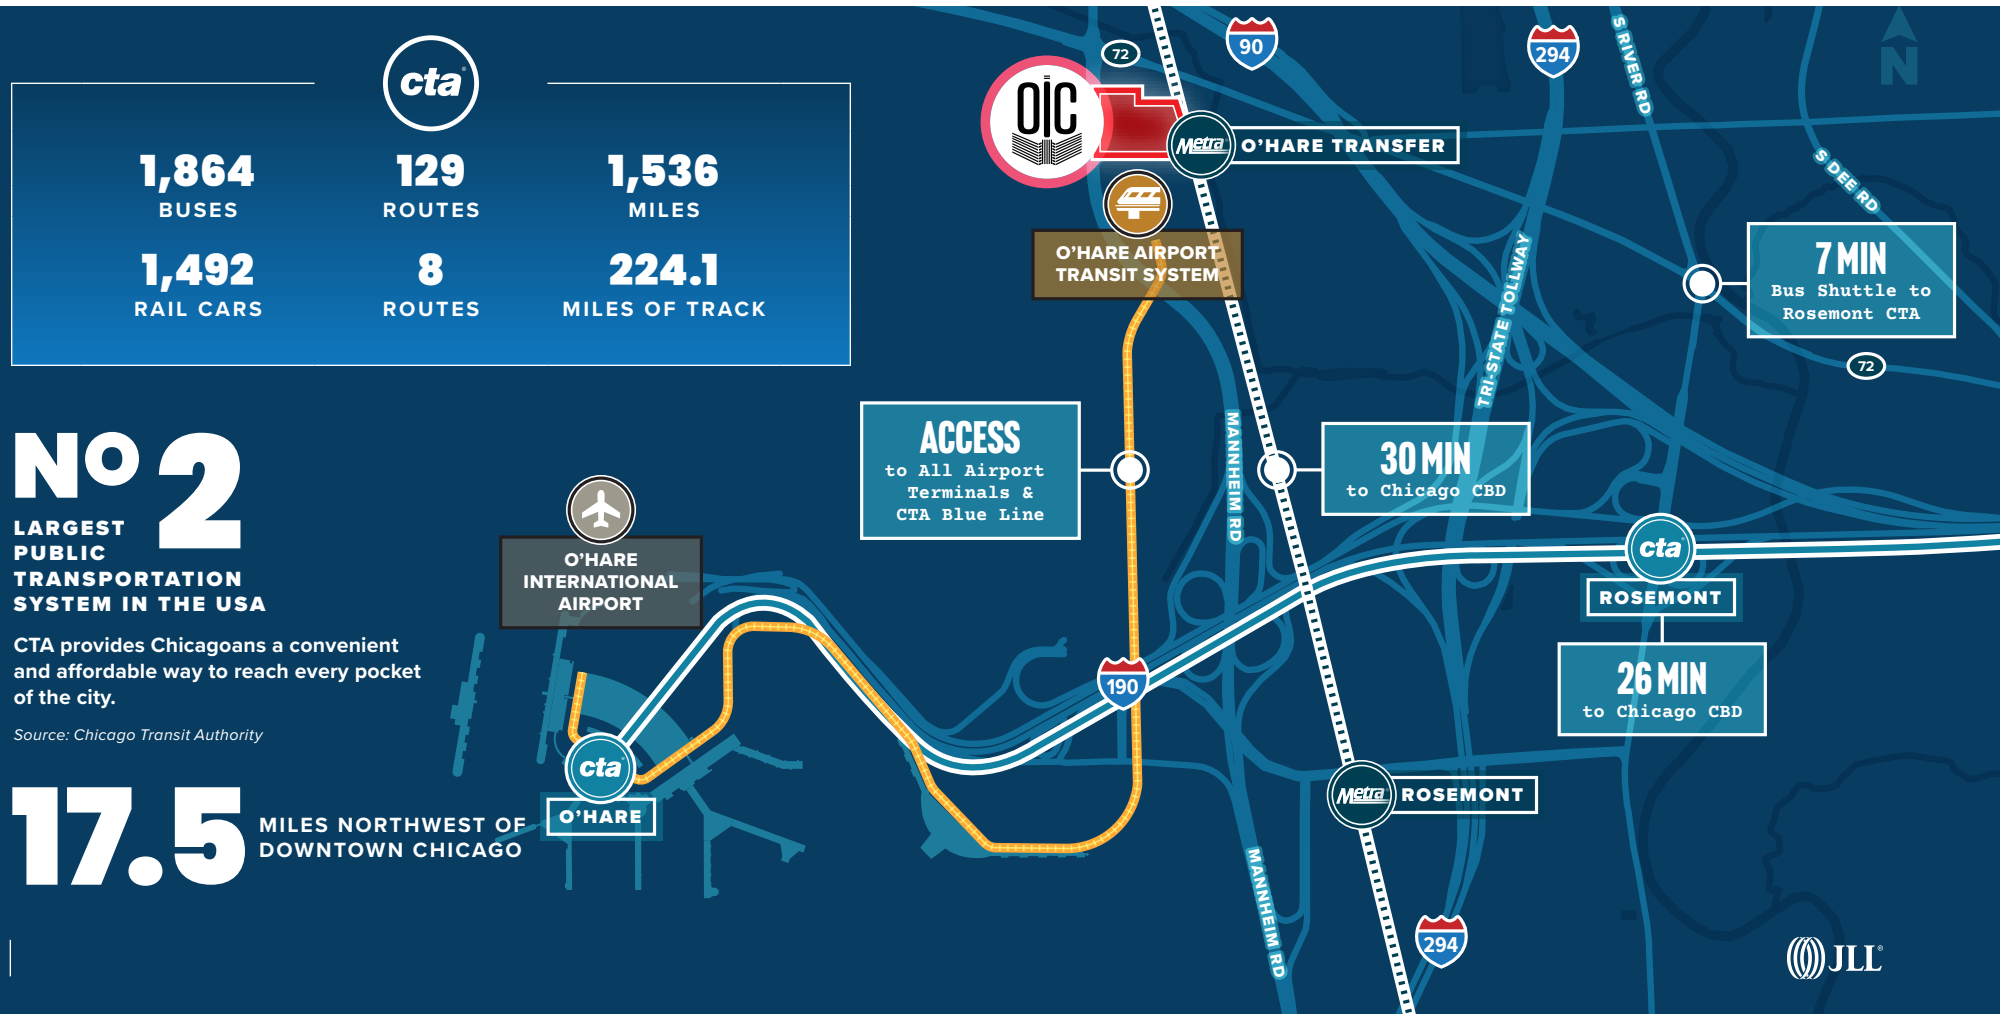 cta
1,864
BUSES
129
ROUTES
1,536
MILES
1,492
RAIL CARS
8
ROUTES
224.1
MILES OF TRACK
Nº 2
LARGEST
PUBLIC
TRANSPORTATION
SYSTEM IN THE USA
CTA provides Chicagoans a convenient
and affordable way to reach every pocket
of the city.
Source: Chicago Transit Authority
17.5
MILES NORTHWEST OF
DOWNTOWN CHICAGO
72
90
294
S RIVER RD
N
OIC
Metra
O'HARE TRANSFER
S DEE RD
O'HARE AIRPORT
TRANSIT SYSTEM
TRI-STATE TOLLWAY
7 MIN
Bus Shuttle to
Rosemont CTA
72
ACCESS
to All Airport
Terminals &
CTA Blue Line
MANNHEIM RD
30 MIN
to Chicago CBD
O'HARE
INTERNATIONAL
AIRPORT
cta
ROSEMONT
26 MIN
to Chicago CBD
190
cta
O'HARE
Metra
ROSEMONT
MANNHEIM RD
294
JLL®